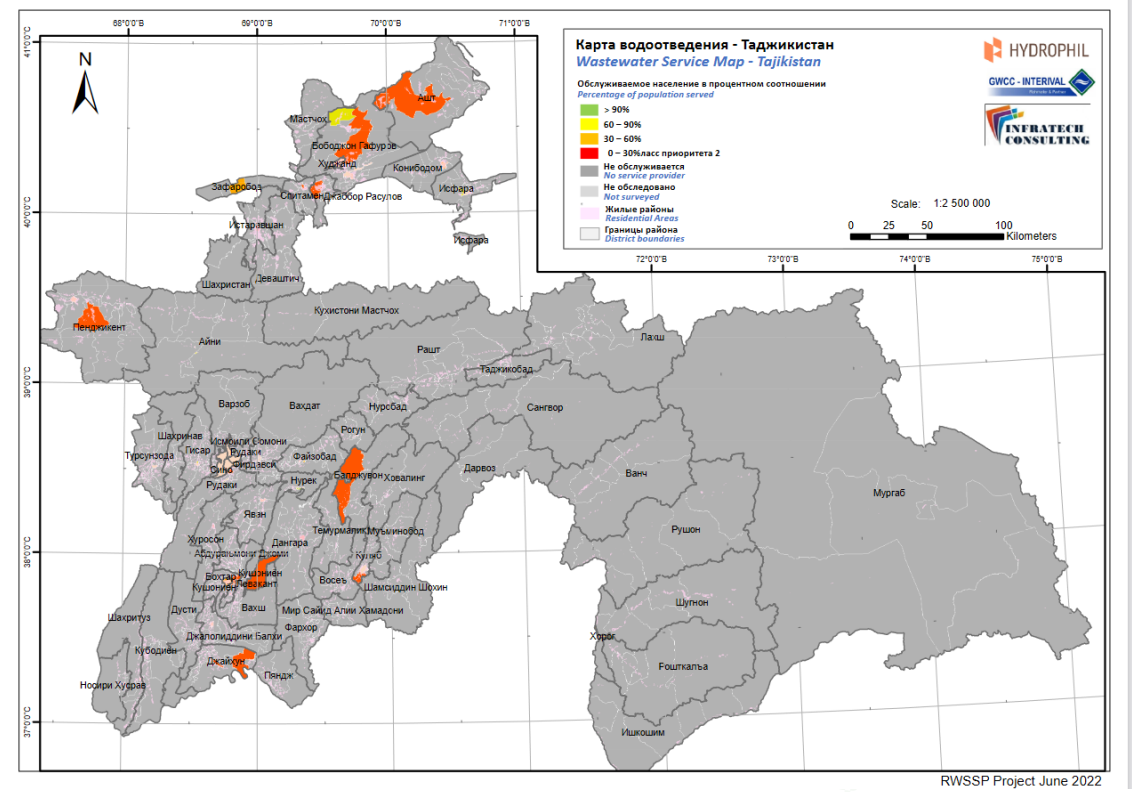 68°0'0"В 69°0'0"В 70°0'0"В 71°0'0"В
41°0'0"С
N
Карта водоотведения - Таджикистан
Wastewater Service Map - Tajikistan
Обслуживаемое население в процентном соотношении
Percentage of population served
> 90%
60 – 90%
30 – 60%
0 – 30%ласс приоритета 2
Не обслуживается
No service provider
Не обследовано
Not surveyed
Жилые районы
Residential Areas
Границы района
District boundaries
HYDROPHIL
GWCC - INTERIVAL
INFRATECH
CONSULTING
Scale: 1:2 500 000
0 25 50 100
Kilometers
Ашт
Мастчох
Бободжон Гафуров
Худжанд
Конибодом
Зафаробод
Спитамен
Джаббор Расулов
Исфара
40°0'0"С
Истаравшан
Исфара
72°0'0"В 73°0'0"В 74°0'0"В 75°0'0"В
Деваштич
Шахристан
Кухистони Мастчох
Пенджикент
Айни
Лахш
Рашт
Таджикобад
39°0'0"С
Варзоб
Вахдат
Нурсбад
Сангвор
Рогун
Шахринав
Исмоили Сомони
Турсунзода
Гисар
Рудаки
Файзобад
Фирдавси
Сино
Дарвоз
Балджувон
Ховалинг
Ванч
Рудаки
Нурек
Мургаб
Яван
Темурмалик
Муъминобод
Рушон
Хуросон
Дангара
38°0'0"С
Абдурахмони Джоми
Куляб
Бохтар
Кушониён
Восеъ
Кушониён
Левакант
Шамсиддин Шохин
Шугнон
Дусти
Вахш
Мир Сайид Алии Хамадони
Шахритуз
Фархор
Джалолиддини Балхи
Хорог
Кубодиён
Джайхун
Рошткалъа
Пяндж
Носири Хусрав
37°0'0"С
Ишкошим
RWSSP Project June 2022